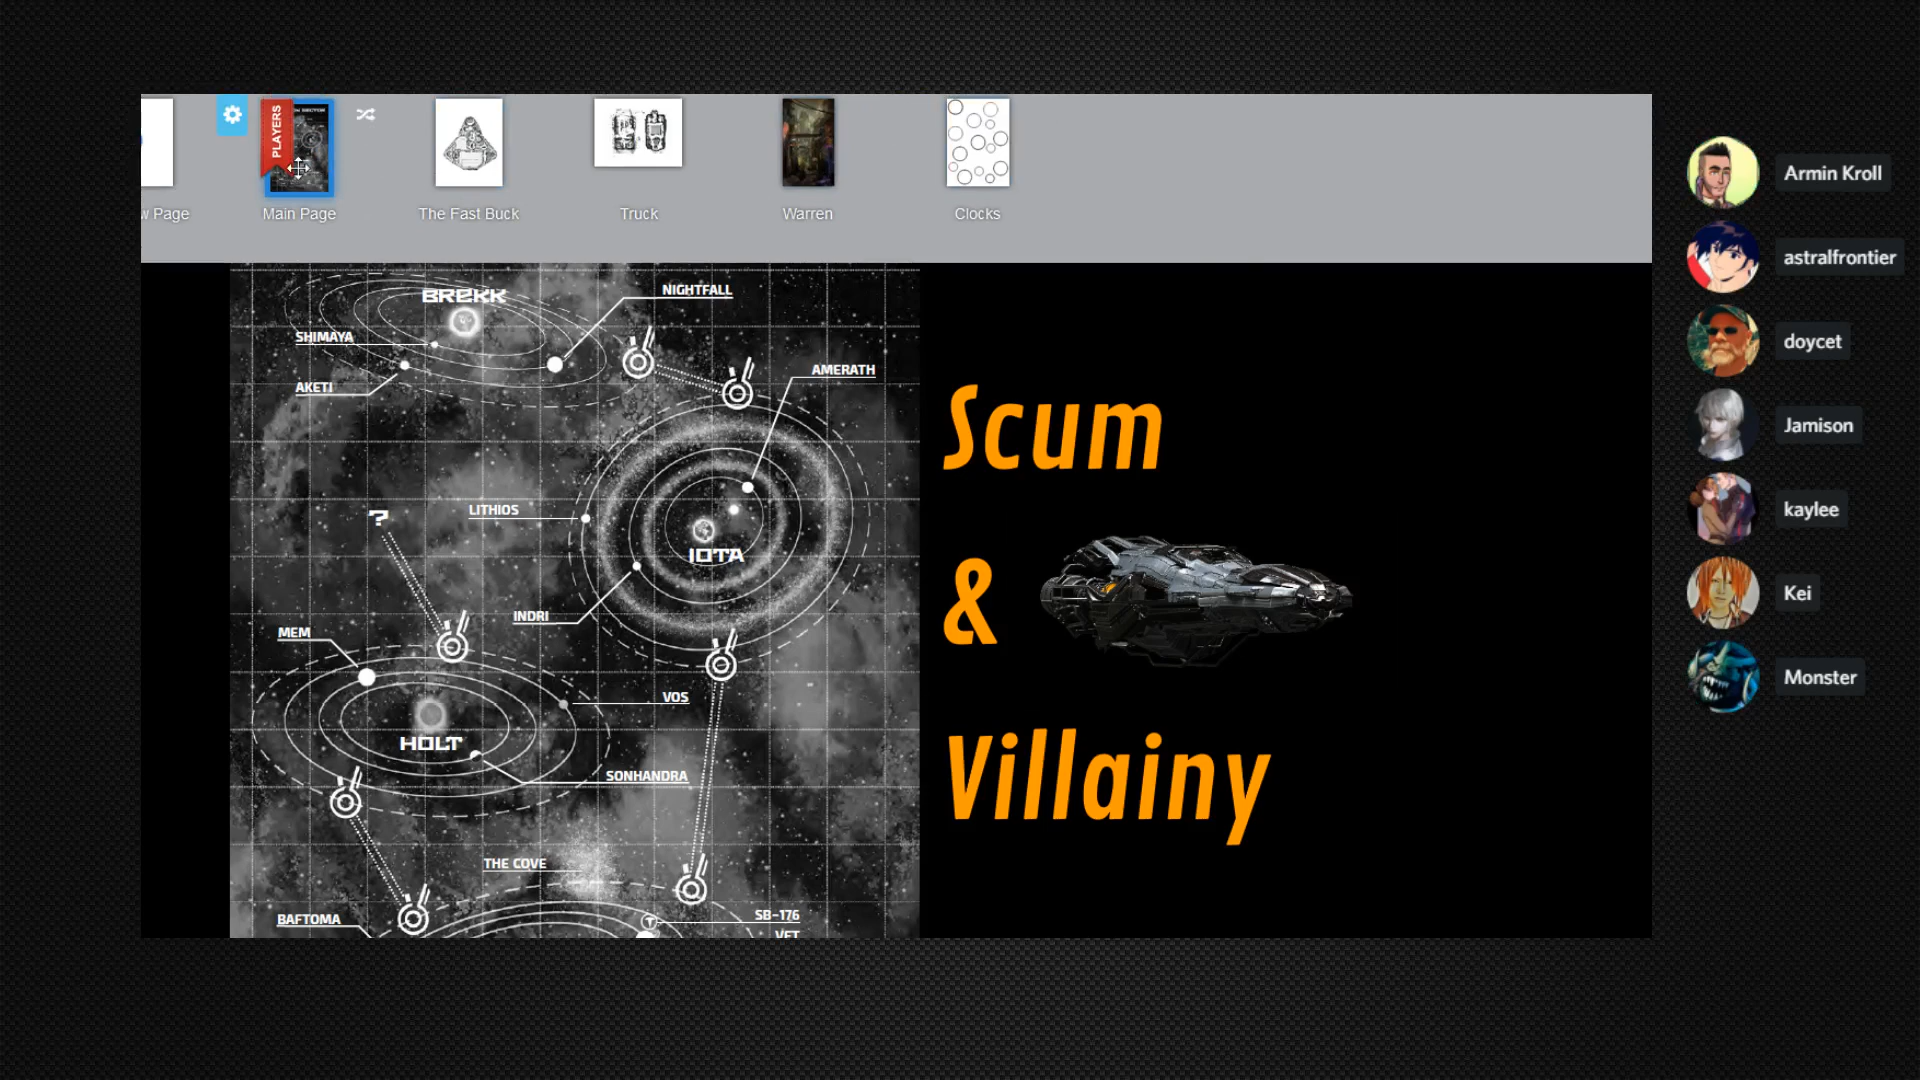 PLAYERS
w Page
Main Page
The Fast Buck
Truck
Warren
Clocks
BREKK
NIGHTFALL
SHIMAYA
AKETI
AMERATH
LITHIOS
?
IOTA
INDRI
MEM
VOS
HOLT
SONHANDRA
THE COVE
BAFTOMA
T
SB-176
VET
Scum
&
Villainy
Armin Kroll
astralfrontier
doycet
Jamison
kaylee
Kei
Monster